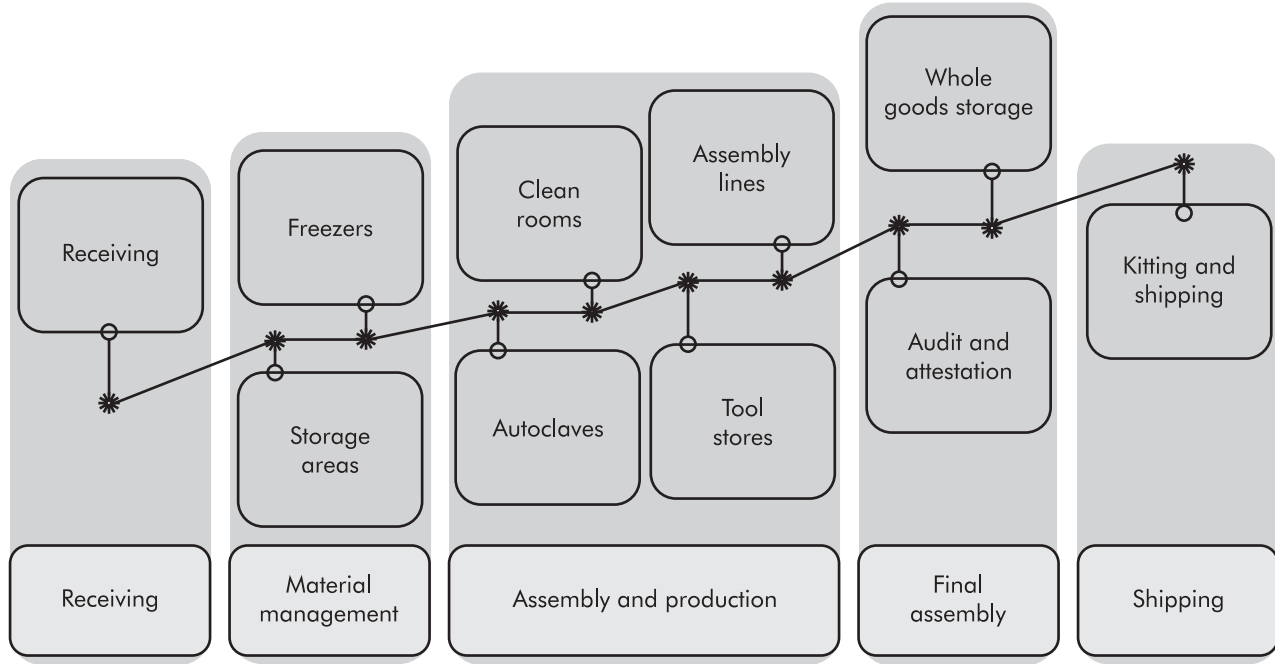 Receiving
Freezers
Storage
areas
Clean
rooms
Autoclaves
Assembly
lines
Tool
stores
Whole
goods storage
Audit and
attestation
Kitting and
shipping
Receiving
Material
management
Assembly and production
Final
assembly
Shipping